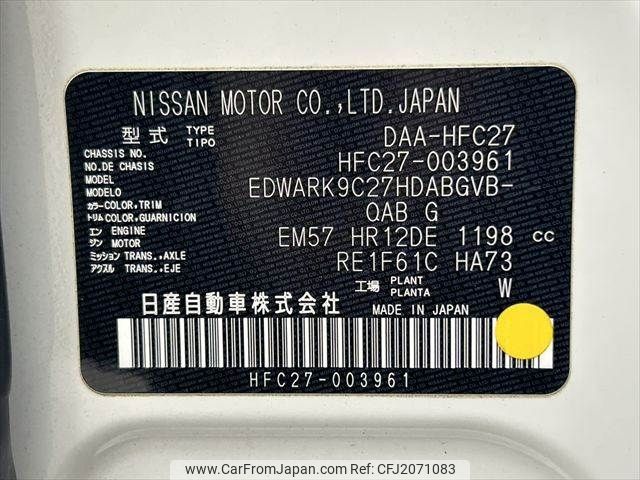 NISSAN MOTOR CO.,LTD.JAPAN
型式 TYPE TIPO DAA-HFC27
CHASSIS NO.
NO.DE CHASIS HFC27-003961
MODEL
MODELO EDWARK9C27HDABGVB-
カラー COLOR,TRIM
トリム COLOR,GUARNICION QAB G
エン ENGINE
ジン MOTOR EM57 HR12DE 1198 cc
ミッション TRANS.,AXLE
アクスル TRANS.,EJE RE1F61C HA73
工場 PLANT PLANTA W
日産自動車株式会社 MADE IN JAPAN
HFC27-003961
www.CarFromJapan.com | CFJ2071083